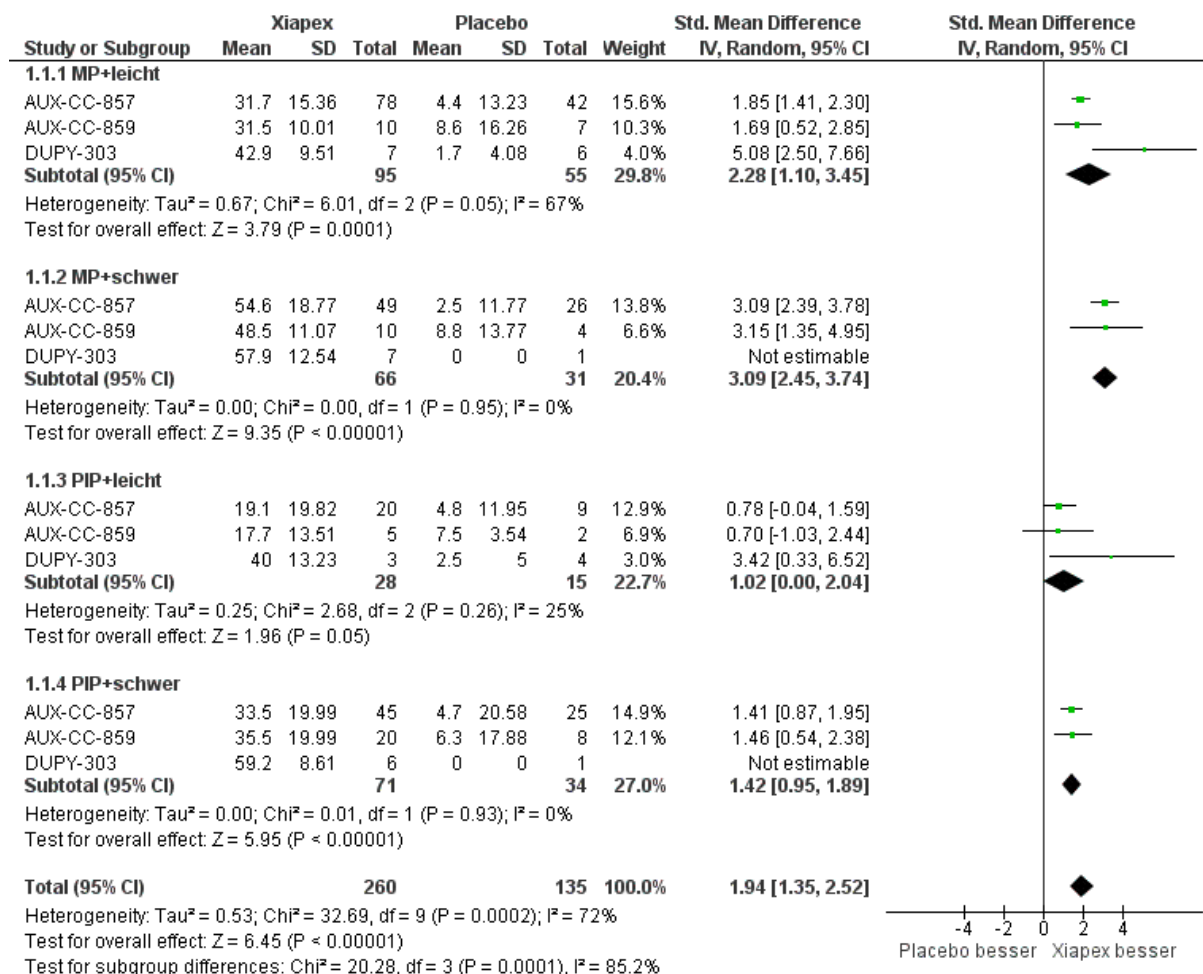 Xiapex Placebo Std. Mean Difference Std. Mean Difference
Study or Subgroup Mean SD Total Mean SD Total Weight IV, Random, 95% CI IV, Random, 95% CI
1.1.1 MP+leicht
AUX-CC-857 31.7 15.36 78 4.4 13.23 42 15.6% 1.85 [1.41, 2.30]
AUX-CC-859 31.5 10.01 10 8.6 16.26 7 10.3% 1.69 [0.52, 2.85]
DUPY-303 42.9 9.51 7 1.7 4.08 6 4.0% 5.08 [2.50, 7.66]
Subtotal (95% CI) 95 55 29.8% 2.28 [1.10, 3.45]
Heterogeneity: Tau² = 0.67; Chi² = 6.01, df = 2 (P = 0.05); I² = 67%
Test for overall effect: Z = 3.79 (P = 0.0001)
1.1.2 MP+schwer
AUX-CC-857 54.6 18.77 49 2.5 11.77 26 13.8% 3.09 [2.39, 3.78]
AUX-CC-859 48.5 11.07 10 8.8 13.77 4 6.6% 3.15 [1.35, 4.95]
DUPY-303 57.9 12.54 7 0 0 1 Not estimable
Subtotal (95% CI) 66 31 20.4% 3.09 [2.45, 3.74]
Heterogeneity: Tau² = 0.00; Chi² = 0.00, df = 1 (P = 0.95); I² = 0%
Test for overall effect: Z = 9.35 (P < 0.00001)
1.1.3 PIP+leicht
AUX-CC-857 19.1 19.82 20 4.8 11.95 9 12.9% 0.78 [-0.04, 1.59]
AUX-CC-859 17.7 13.51 5 7.5 3.54 2 6.9% 0.70 [-1.03, 2.44]
DUPY-303 40 13.23 3 2.5 5 4 3.0% 3.42 [0.33, 6.52]
Subtotal (95% CI) 28 15 22.7% 1.02 [0.00, 2.04]
Heterogeneity: Tau² = 0.25; Chi² = 2.68, df = 2 (P = 0.26); I² = 25%
Test for overall effect: Z = 1.96 (P = 0.05)
1.1.4 PIP+schwer
AUX-CC-857 33.5 19.99 45 4.7 20.58 25 14.9% 1.41 [0.87, 1.95]
AUX-CC-859 35.5 19.99 20 6.3 17.88 8 12.1% 1.46 [0.54, 2.38]
DUPY-303 59.2 8.61 6 0 0 1 Not estimable
Subtotal (95% CI) 71 34 27.0% 1.42 [0.95, 1.89]
Heterogeneity: Tau² = 0.00; Chi² = 0.01, df = 1 (P = 0.93); I² = 0%
Test for overall effect: Z = 5.95 (P < 0.00001)
Total (95% CI) 260 135 100.0% 1.94 [1.35, 2.52]
Heterogeneity: Tau² = 0.53; Chi² = 32.69, df = 9 (P = 0.0002); I² = 72%
Test for overall effect: Z = 6.45 (P < 0.00001)
Test for subgroup differences: Chi² = 20.28, df = 3 (P = 0.0001), I² = 85.2%
-4 -2 0 2 4
Placebo besser Xiapex besser